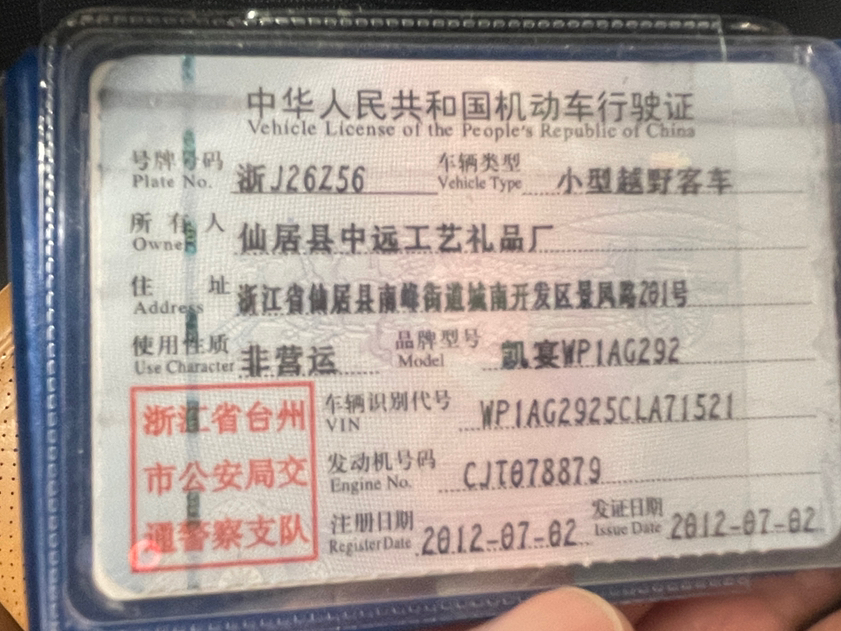 中华人民共和国机动车行驶证
Vehicle License of the People's Republic of China
号牌号码 浙J26Z56 车辆类型 小型越野客车
Plate No. Vehicle Type
所有人 仙居县中远工艺礼品厂
Owner
住址 浙江省仙居县南峰街道城南开发区景风路201号
Address
使用性质 非营运 品牌型号 凯宴WP1AG292
Use Character Model
车辆识别代号 WP1AG2925CLA71521
VIN
发动机号码 CJT078879
Engine No.
注册日期 2012-07-02 发证日期 2012-07-02
Register Date Issue Date
浙江省台州
市公安局交
通警察支队